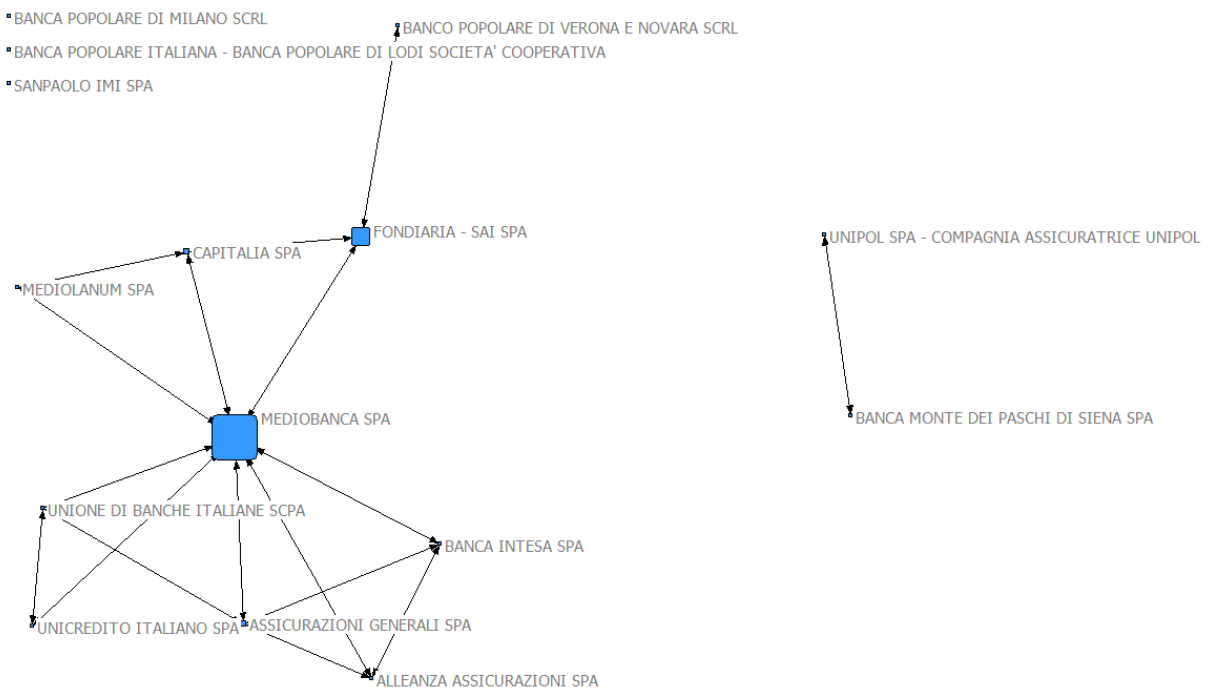 BANCA POPOLARE DI MILANO SCRL
BANCO POPOLARE DI VERONA E NOVARA SCRL
BANCA POPOLARE ITALIANA - BANCA POPOLARE DI LODI SOCIETA' COOPERATIVA
SANPAOLO IMI SPA
FONDIARIA - SAI SPA
UNIPOL SPA - COMPAGNIA ASSICURATRICE UNIPOL
CAPITALIA SPA
MEDIOLANUM SPA
MEDIOBANCA SPA
BANCA MONTE DEI PASCHI DI SIENA SPA
UNIONE DI BANCHE ITALIANE SCPA
BANCA INTESA SPA
UNICREDITO ITALIANO SPA
ASSICURAZIONI GENERALI SPA
ALLEANZA ASSICURAZIONI SPA